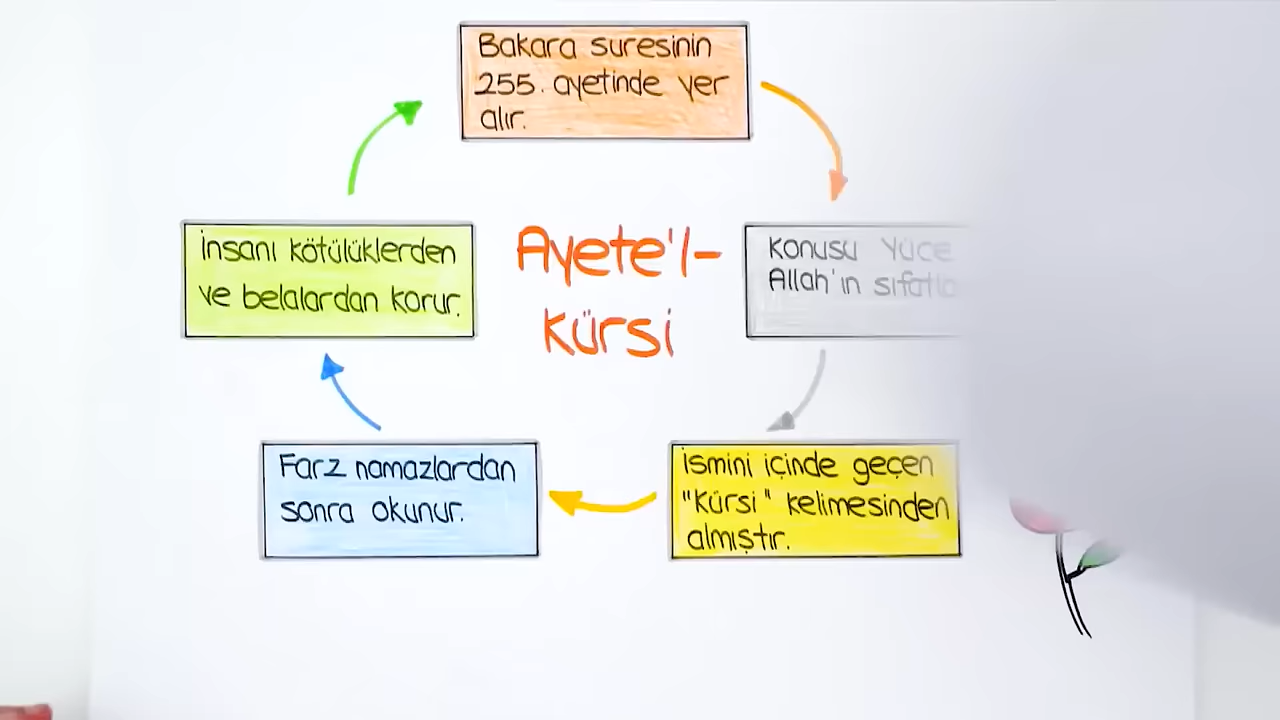 Bakara suresinin
255. ayetinde yer
alır.
İnsanı kötülüklerden
ve belalardan korur.
Ayete'l-
Kürsi
Konusu Yüce
Allah'ın
Farz namazlardan
sonra okunur.
İsmini içinde geçen
"Kürsi" kelimesinden
almıştır.